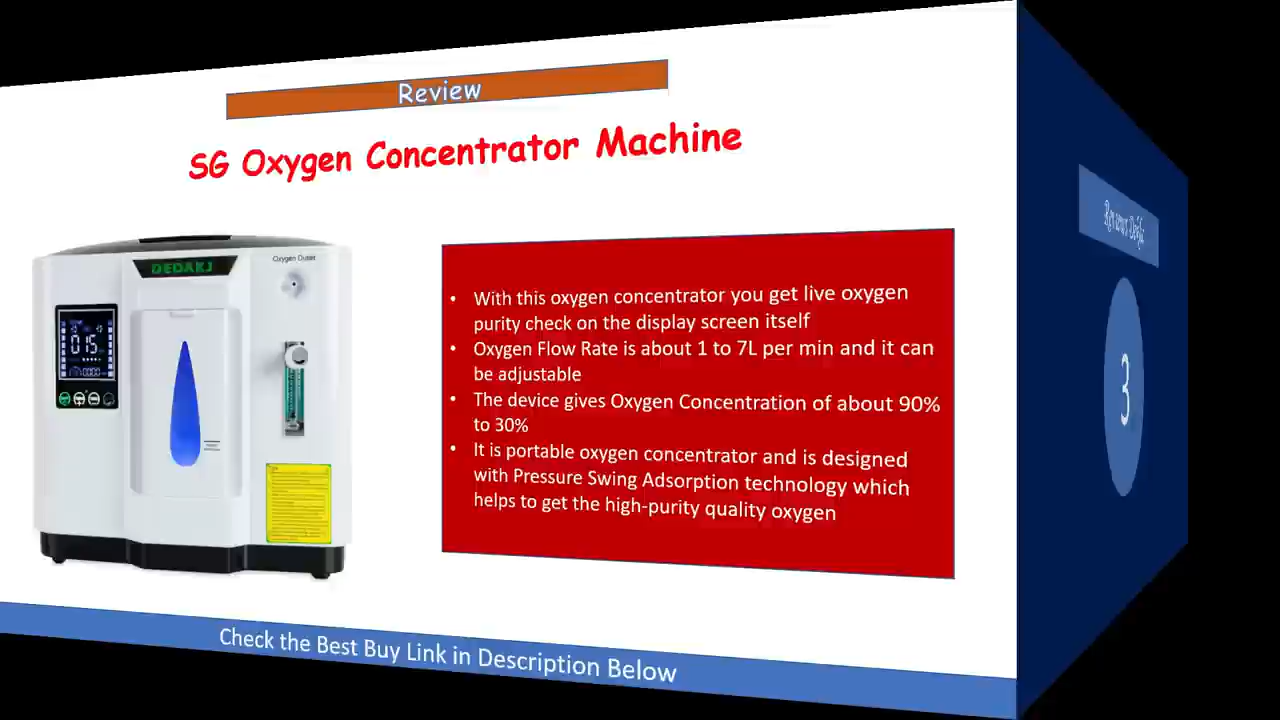 Review
SG Oxygen Concentrator Machine
DEDAKJ
Oxygen Outlet
015
• With this oxygen concentrator you get live oxygen
purity check on the display screen itself
• Oxygen Flow Rate is about 1 to 7L per min and it can
be adjustable
• The device gives Oxygen Concentration of about 90%
to 30%
• It is portable oxygen concentrator and is designed
with Pressure Swing Adsorption technology which
helps to get the high-purity quality oxygen
3
Check the Best Buy Link in Description Below